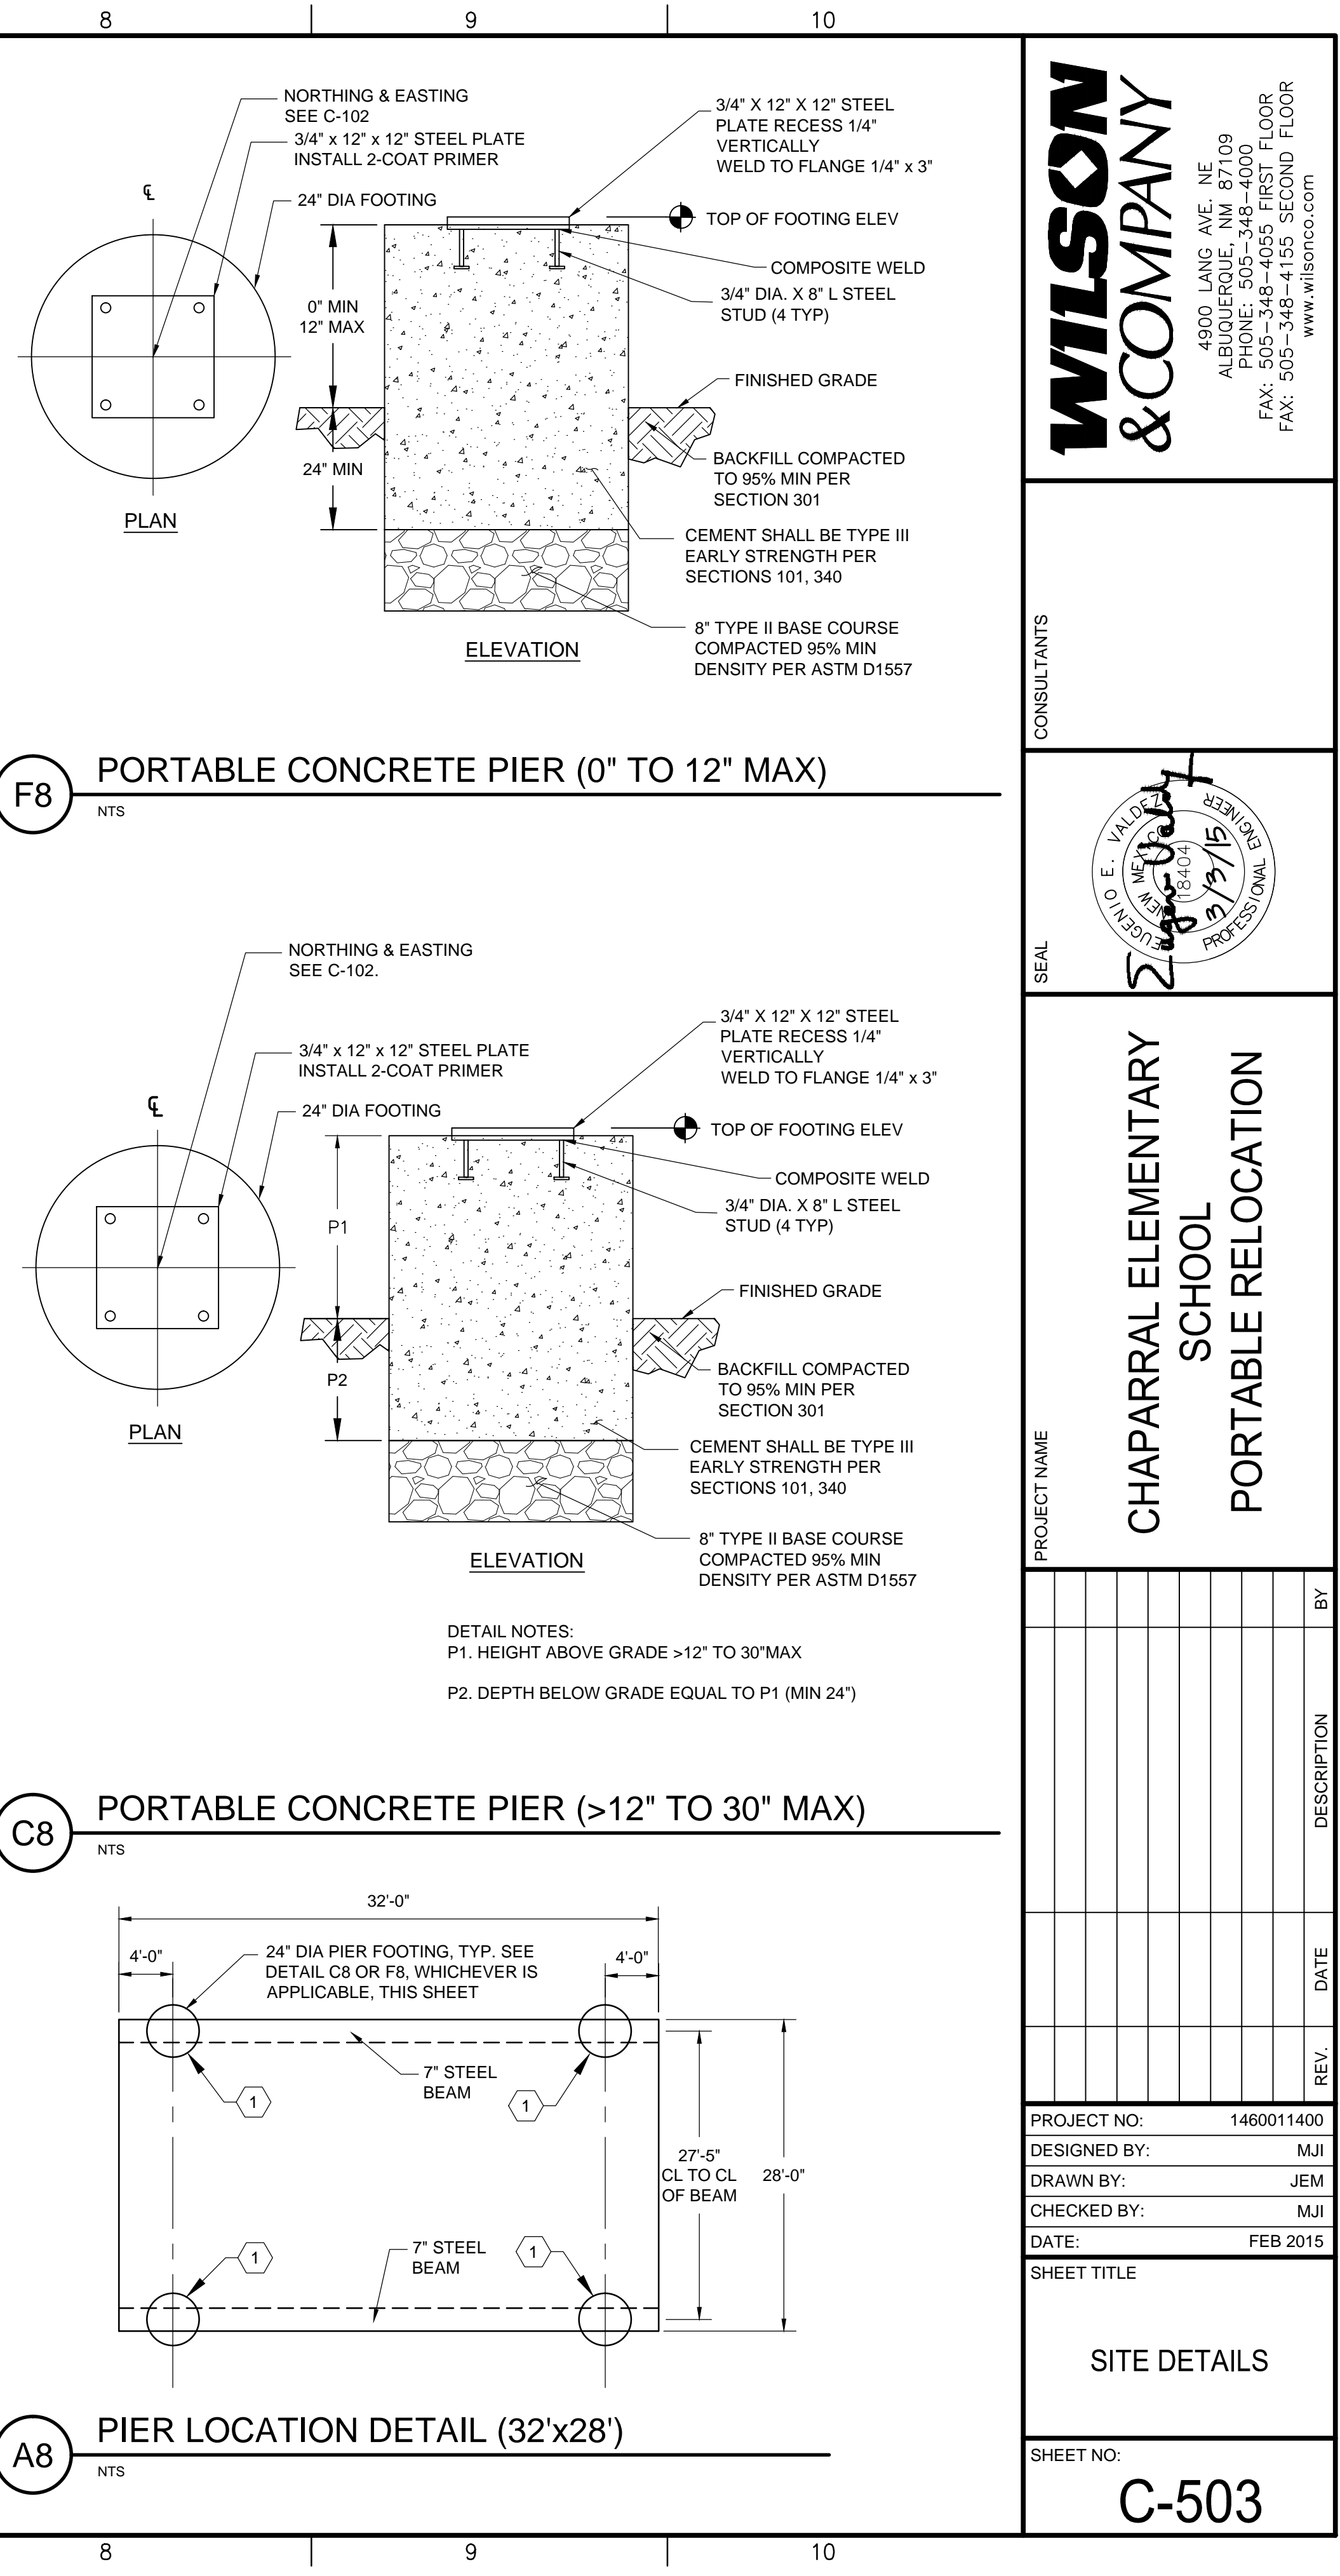 8
9
10
NORTHING & EASTING
SEE C-102
3/4" x 12" x 12" STEEL PLATE
INSTALL 2-COAT PRIMER
24" DIA FOOTING
℄
PLAN
3/4" X 12" X 12" STEEL
PLATE RECESS 1/4"
VERTICALLY
WELD TO FLANGE 1/4" x 3"
TOP OF FOOTING ELEV
COMPOSITE WELD
3/4" DIA. X 8" L STEEL
STUD (4 TYP)
0" MIN
12" MAX
FINISHED GRADE
24" MIN
BACKFILL COMPACTED
TO 95% MIN PER
SECTION 301
CEMENT SHALL BE TYPE III
EARLY STRENGTH PER
SECTIONS 101, 340
8" TYPE II BASE COURSE
COMPACTED 95% MIN
DENSITY PER ASTM D1557
ELEVATION
F8
PORTABLE CONCRETE PIER (0" TO 12" MAX)
NTS
NORTHING & EASTING
SEE C-102.
3/4" x 12" x 12" STEEL PLATE
INSTALL 2-COAT PRIMER
24" DIA FOOTING
℄
PLAN
3/4" X 12" X 12" STEEL
PLATE RECESS 1/4"
VERTICALLY
WELD TO FLANGE 1/4" x 3"
TOP OF FOOTING ELEV
COMPOSITE WELD
3/4" DIA. X 8" L STEEL
STUD (4 TYP)
P1
FINISHED GRADE
P2
BACKFILL COMPACTED
TO 95% MIN PER
SECTION 301
CEMENT SHALL BE TYPE III
EARLY STRENGTH PER
SECTIONS 101, 340
8" TYPE II BASE COURSE
COMPACTED 95% MIN
DENSITY PER ASTM D1557
ELEVATION
DETAIL NOTES:
P1. HEIGHT ABOVE GRADE >12" TO 30"MAX
P2. DEPTH BELOW GRADE EQUAL TO P1 (MIN 24")
C8
PORTABLE CONCRETE PIER (>12" TO 30" MAX)
NTS
32'-0"
4'-0"
24" DIA PIER FOOTING, TYP. SEE
DETAIL C8 OR F8, WHICHEVER IS
APPLICABLE, THIS SHEET
4'-0"
7" STEEL
BEAM
1
1
27'-5"
CL TO CL
OF BEAM
28'-0"
7" STEEL
BEAM
1
1
A8
PIER LOCATION DETAIL (32'x28')
NTS
8
9
10
WILSON
&COMPANY
4900 LANG AVE. NE
ALBUQUERQUE, NM 87109
PHONE: 505-348-4000
FAX: 505-348-4055 FIRST FLOOR
FAX: 505-348-4155 SECOND FLOOR
www.wilsonco.com
CONSULTANTS
SEAL
EUGENIO E. VALDEZ
NEW MEXICO
18404
PROFESSIONAL ENGINEER
3/3/15
PROJECT NAME
CHAPARRAL ELEMENTARY
SCHOOL
PORTABLE RELOCATION
BY
DESCRIPTION
DATE
REV.
PROJECT NO: 1460011400
DESIGNED BY: MJI
DRAWN BY: JEM
CHECKED BY: MJI
DATE: FEB 2015
SHEET TITLE
SITE DETAILS
SHEET NO:
C-503